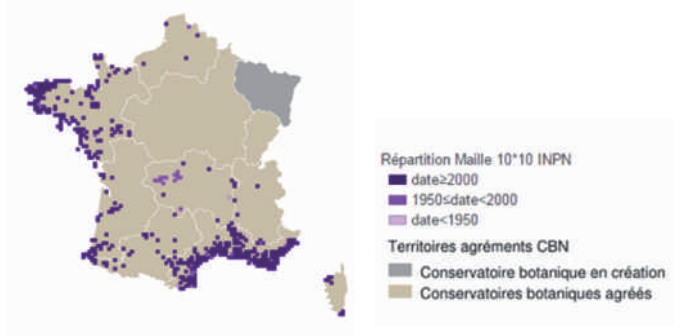 Répartition Maille 10*10 INPN
date≥2000
1950≤date<2000
date<1950
Territoires agréments CBN
Conservatoire botanique en création
Conservatoires botaniques agréés